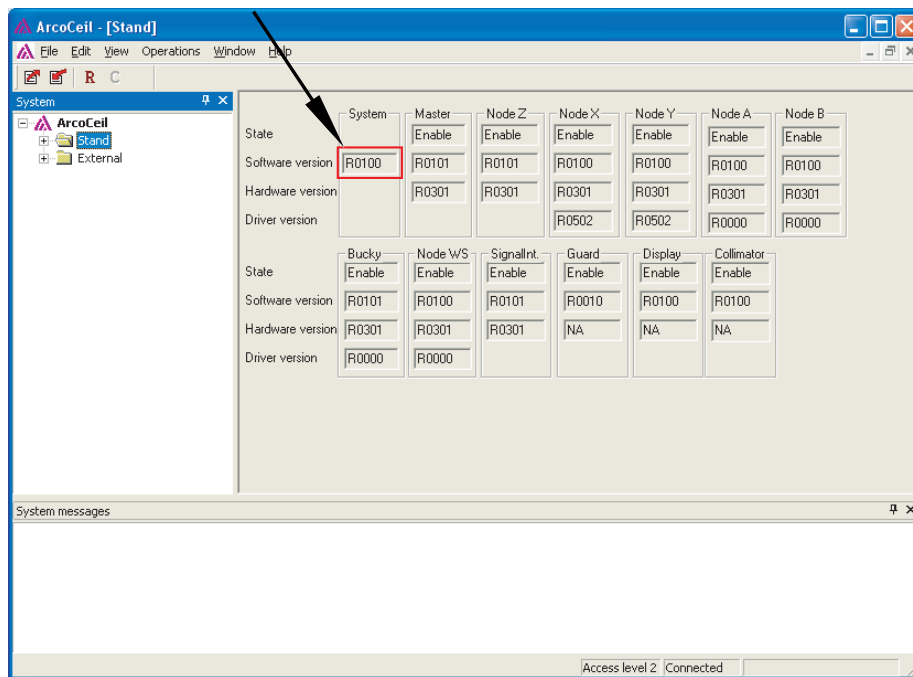 ArcoCeil - [Stand]
File Edit View Operations Window Help
R C
System
ArcoCeil
Stand
External
System Master Node Z Node X Node Y Node A Node B
State Enable Enable Enable Enable Enable Enable
Software version R0100 R0101 R0101 R0100 R0100 R0100 R0100
Hardware version R0301 R0301 R0301 R0301 R0301 R0301
Driver version R0502 R0502 R0000 R0000
Bucky Node WS SignalInt. Guard Display Collimator
State Enable Enable Enable Enable Enable Enable
Software version R0101 R0100 R0101 R0010 R0100 R0100
Hardware version R0301 R0301 R0301 NA NA NA
Driver version R0000 R0000
System messages
Access level 2 Connected